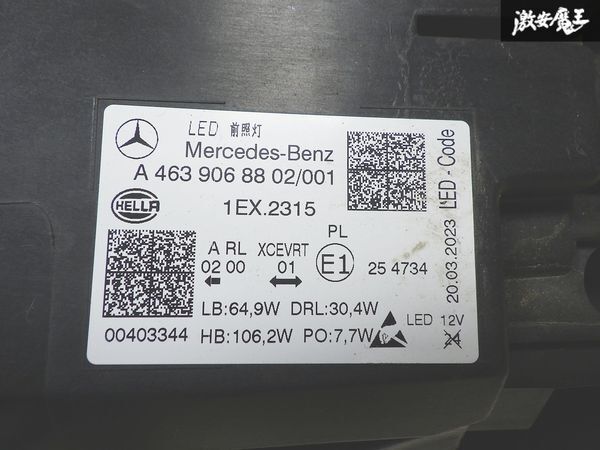 激安魔王
LED 前照灯
Mercedes-Benz
A 463 906 88 02/001
HELLA
1EX.2315
LED - Code
20.03.2023
PL
A RL XCEVRT
02 00 01 E1 25 4734
LB:64,9W DRL:30,4W
00403344 HB:106,2W PO:7,7W
LED 12V
24